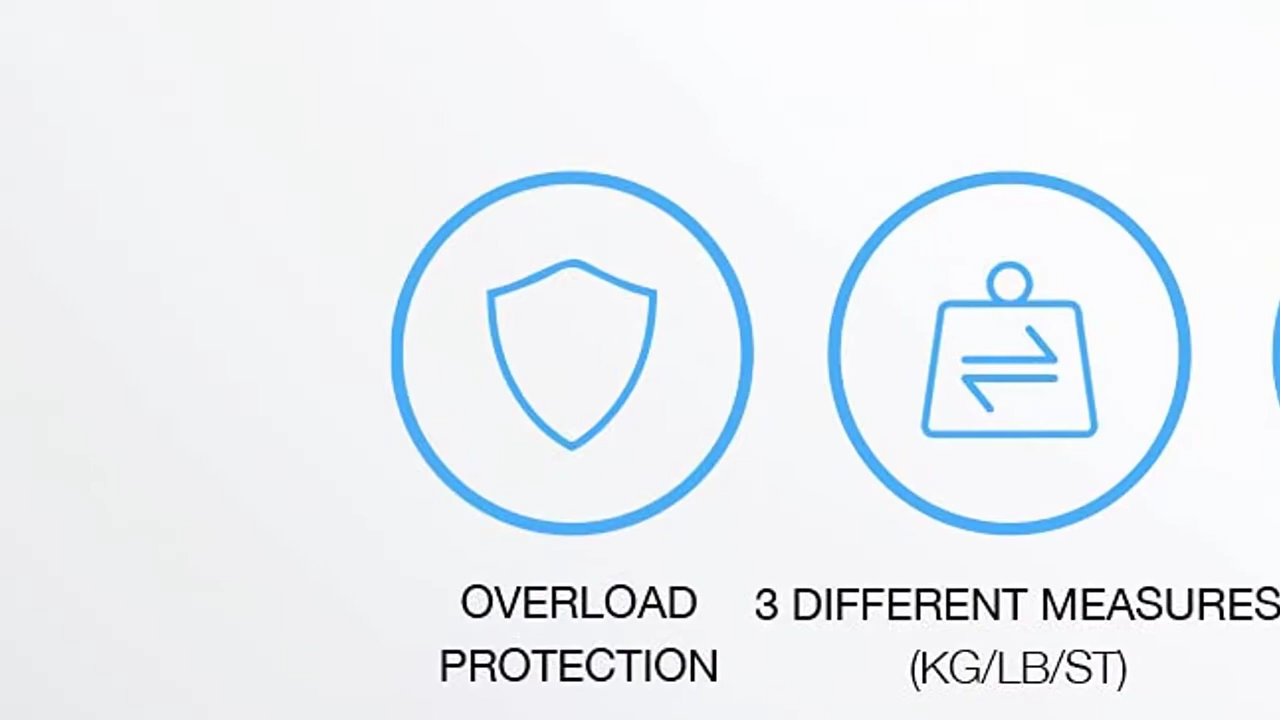 OVERLOAD
PROTECTION
3 DIFFERENT MEASURES
(KG/LB/ST)